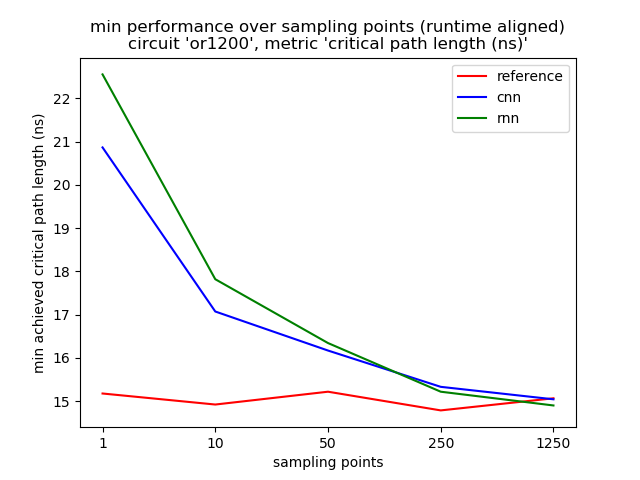 min performance over sampling points (runtime aligned)
circuit 'or1200', metric 'critical path length (ns)'
reference
cnn
rnn
22
21
20
19
18
17
16
15
min achieved critical path length (ns)
1
10
50
250
1250
sampling points